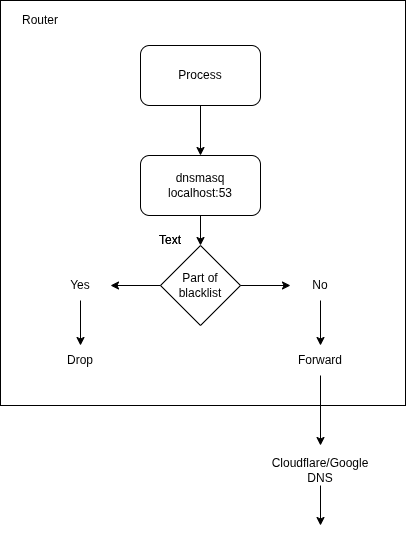 Router
Process
dnsmasq
localhost:53
Text
Part of
blacklist
Yes
No
Drop
Forward
Cloudflare/Google
DNS